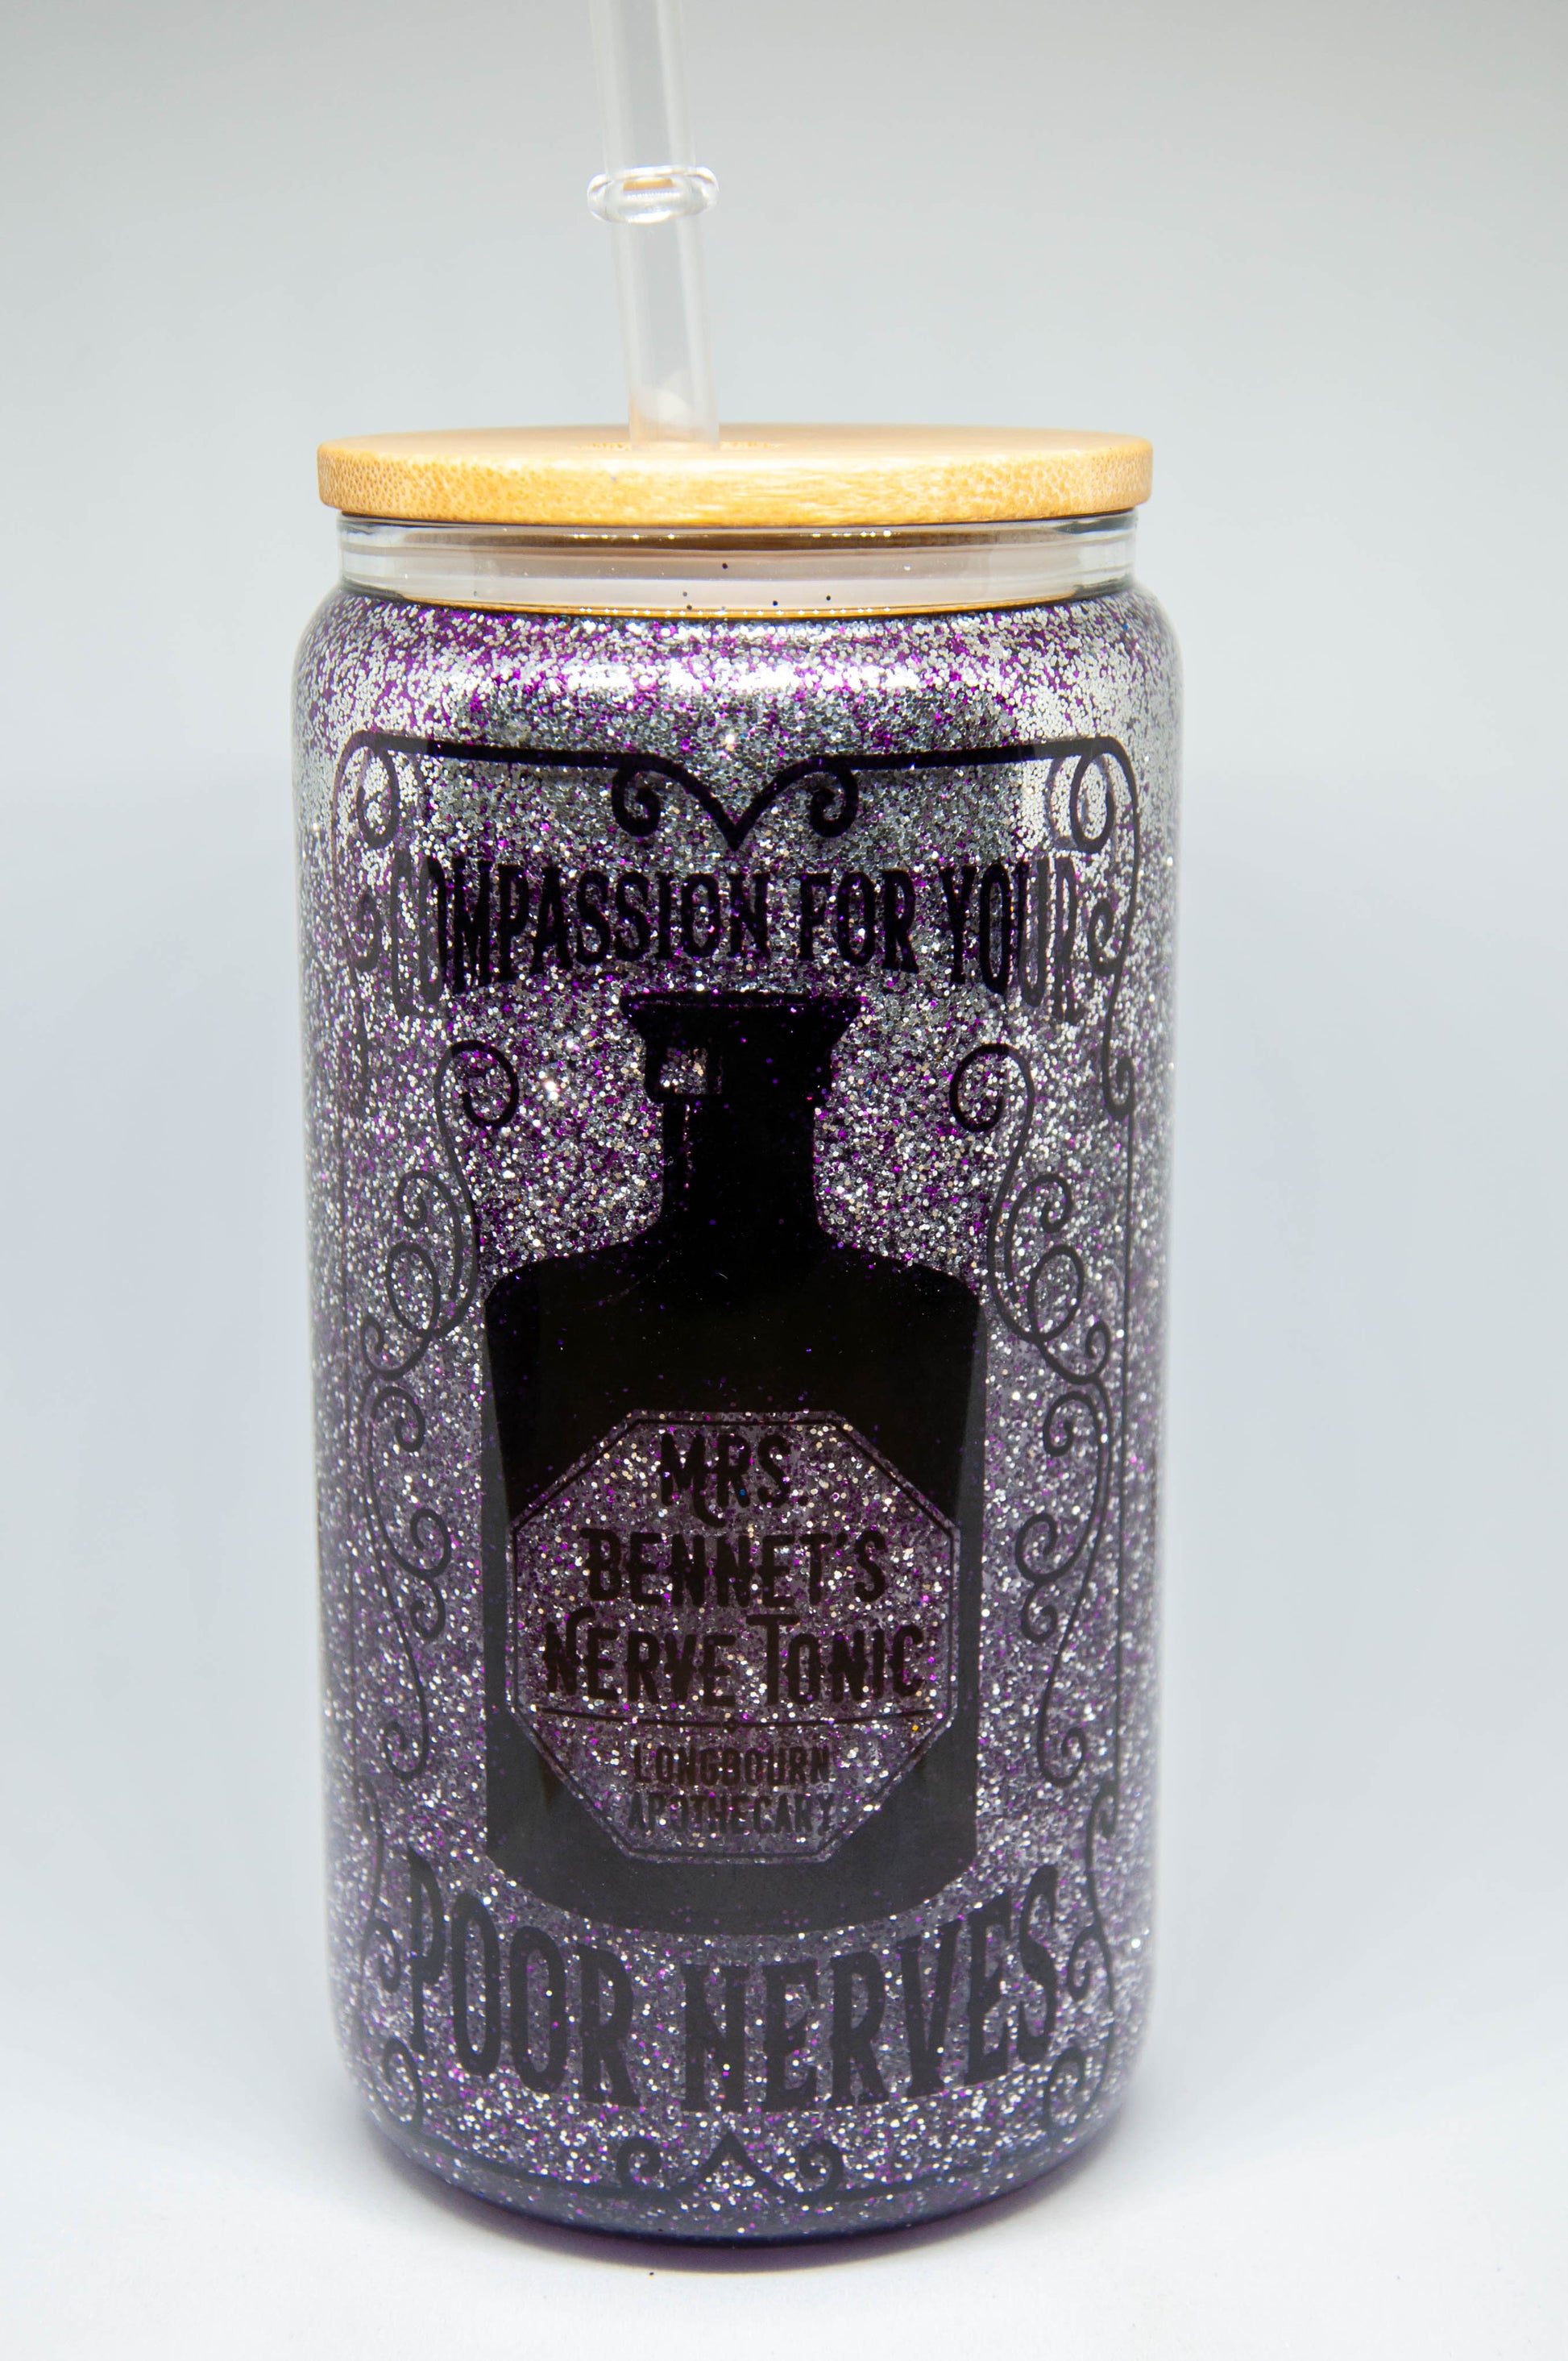 COMPASSION FOR YOUR
MRS.
BENNET'S
NERVE TONIC
LONGBOURN
APOTHECARY
POOR NERVES